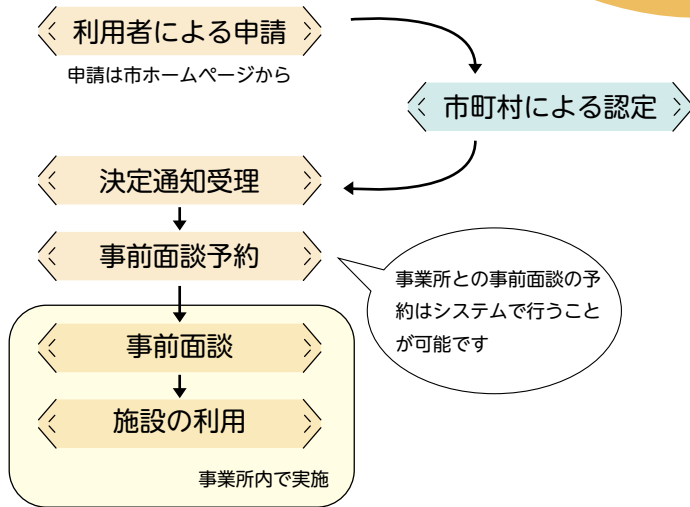 利用者による申請
申請は市ホームページから
市町村による認定
決定通知受理
事前面談予約
事業所との事前面談の予
約はシステムで行うこと
が可能です
事前面談
施設の利用
事業所内で実施